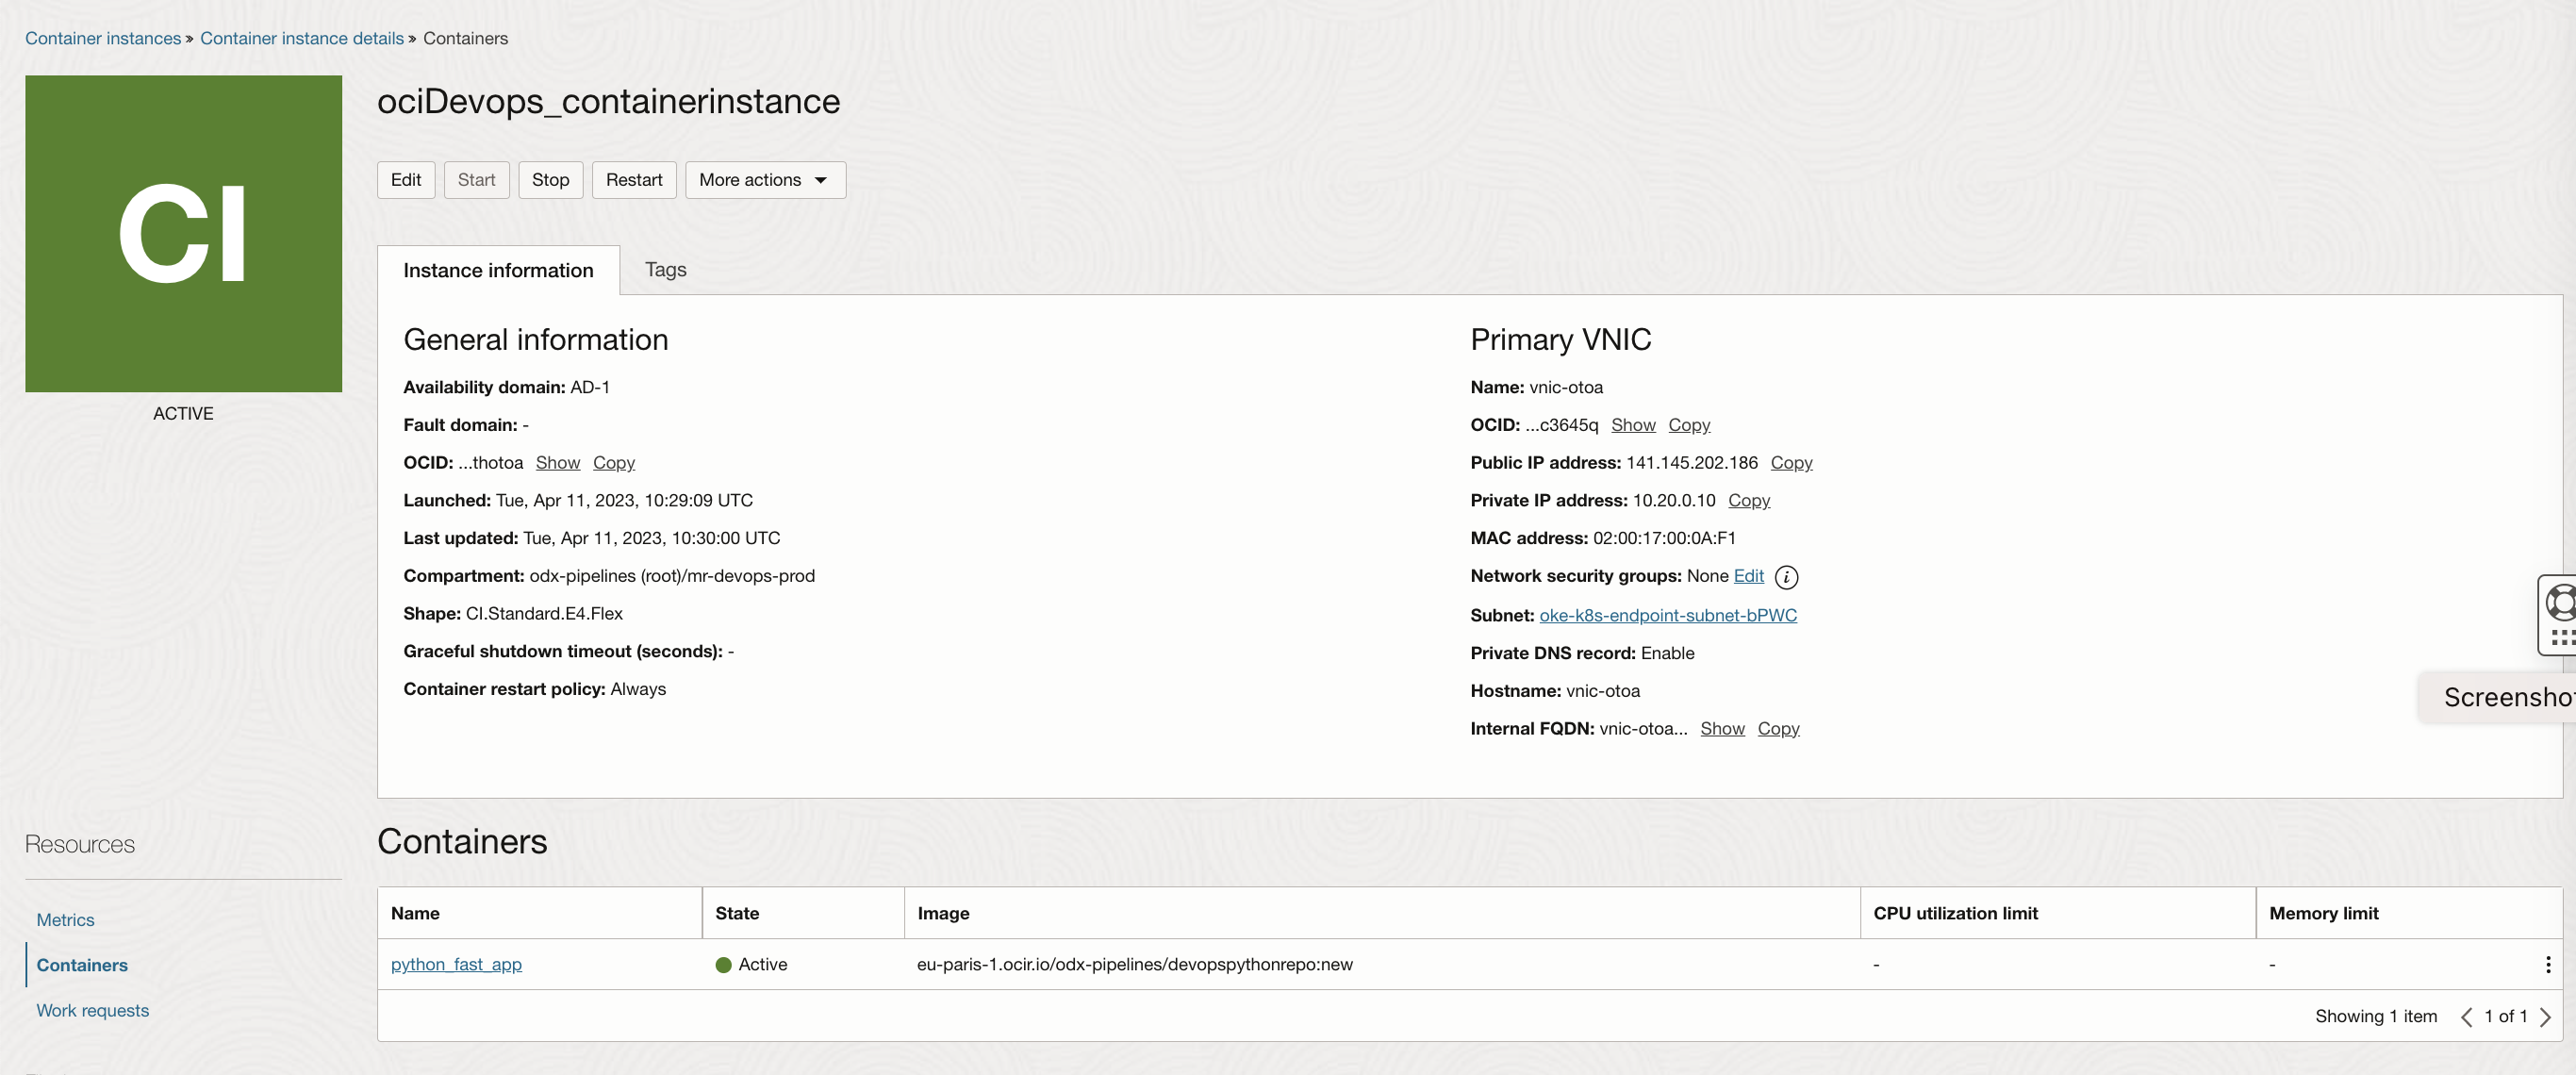 Container instances » Container instance details » Containers
CI
ACTIVE
ociDevops_containerinstance
Edit Start Stop Restart More actions
Instance information Tags
General information
Availability domain: AD-1
Fault domain: -
OCID: ...thotoa Show Copy
Launched: Tue, Apr 11, 2023, 10:29:09 UTC
Last updated: Tue, Apr 11, 2023, 10:30:00 UTC
Compartment: odx-pipelines (root)/mr-devops-prod
Shape: CI.Standard.E4.Flex
Graceful shutdown timeout (seconds): -
Container restart policy: Always
Primary VNIC
Name: vnic-otoa
OCID: ...c3645q Show Copy
Public IP address: 141.145.202.186 Copy
Private IP address: 10.20.0.10 Copy
MAC address: 02:00:17:00:0A:F1
Network security groups: None Edit i
Subnet: oke-k8s-endpoint-subnet-bPWC
Private DNS record: Enable
Hostname: vnic-otoa
Internal FQDN: vnic-otoa... Show Copy
Resources
Metrics
Containers
Work requests
Containers
Name State Image CPU utilization limit Memory limit
python_fast_app Active eu-paris-1.ocir.io/odx-pipelines/devopspythonrepo:new - -
Showing 1 item 1 of 1